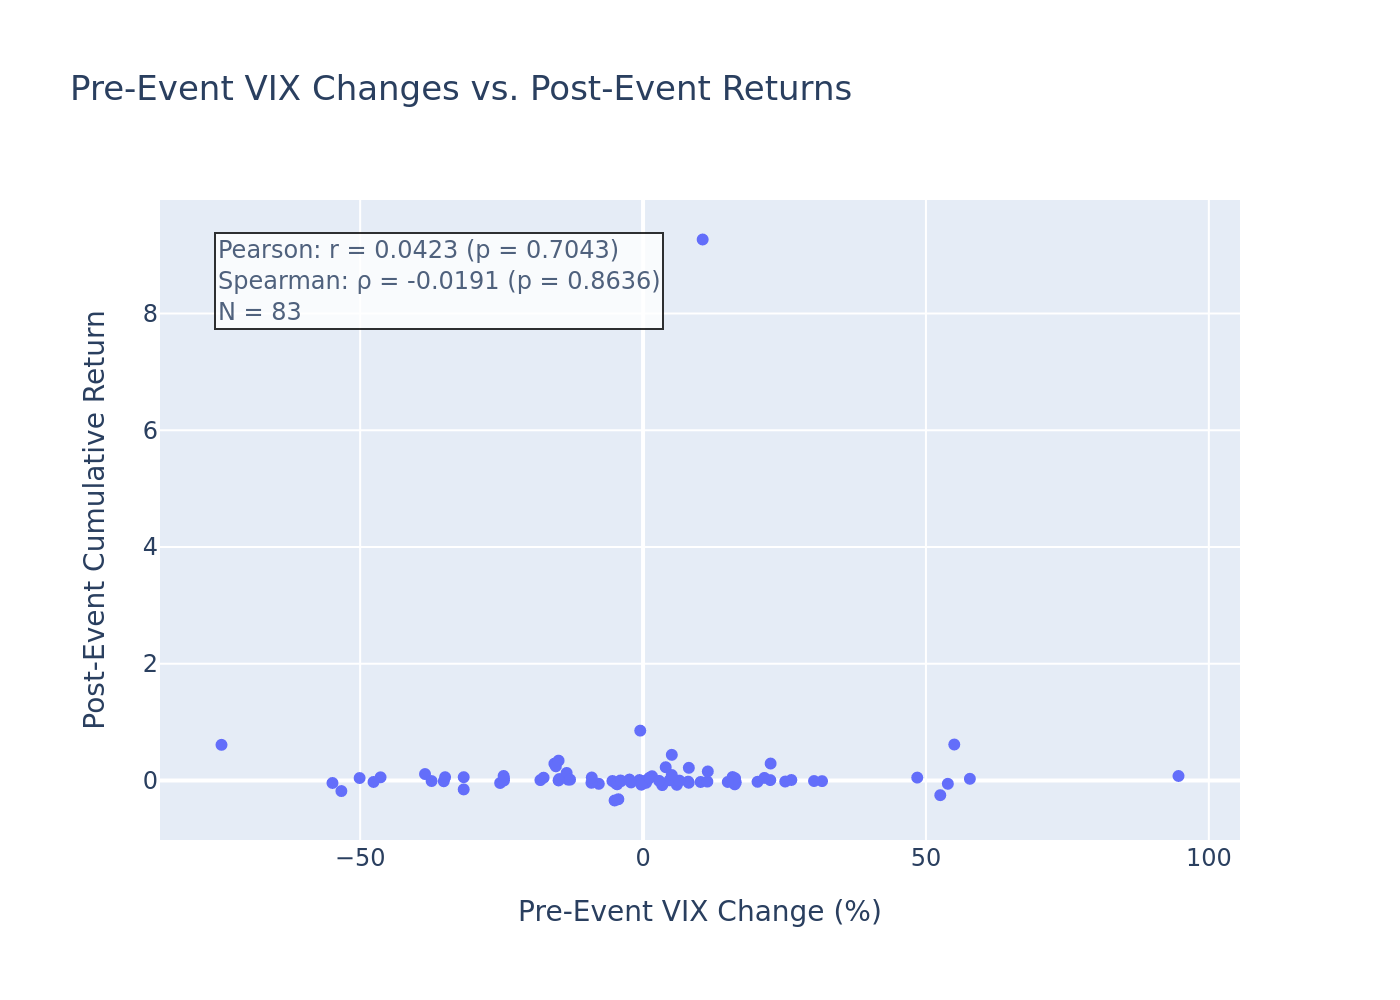 Pre-Event VIX Changes vs. Post-Event Returns
Pearson: r = 0.0423 (p = 0.7043)
Spearman: ρ = -0.0191 (p = 0.8636)
N = 83
8
6
4
2
0
Post-Event Cumulative Return
−50
0
50
100
Pre-Event VIX Change (%)